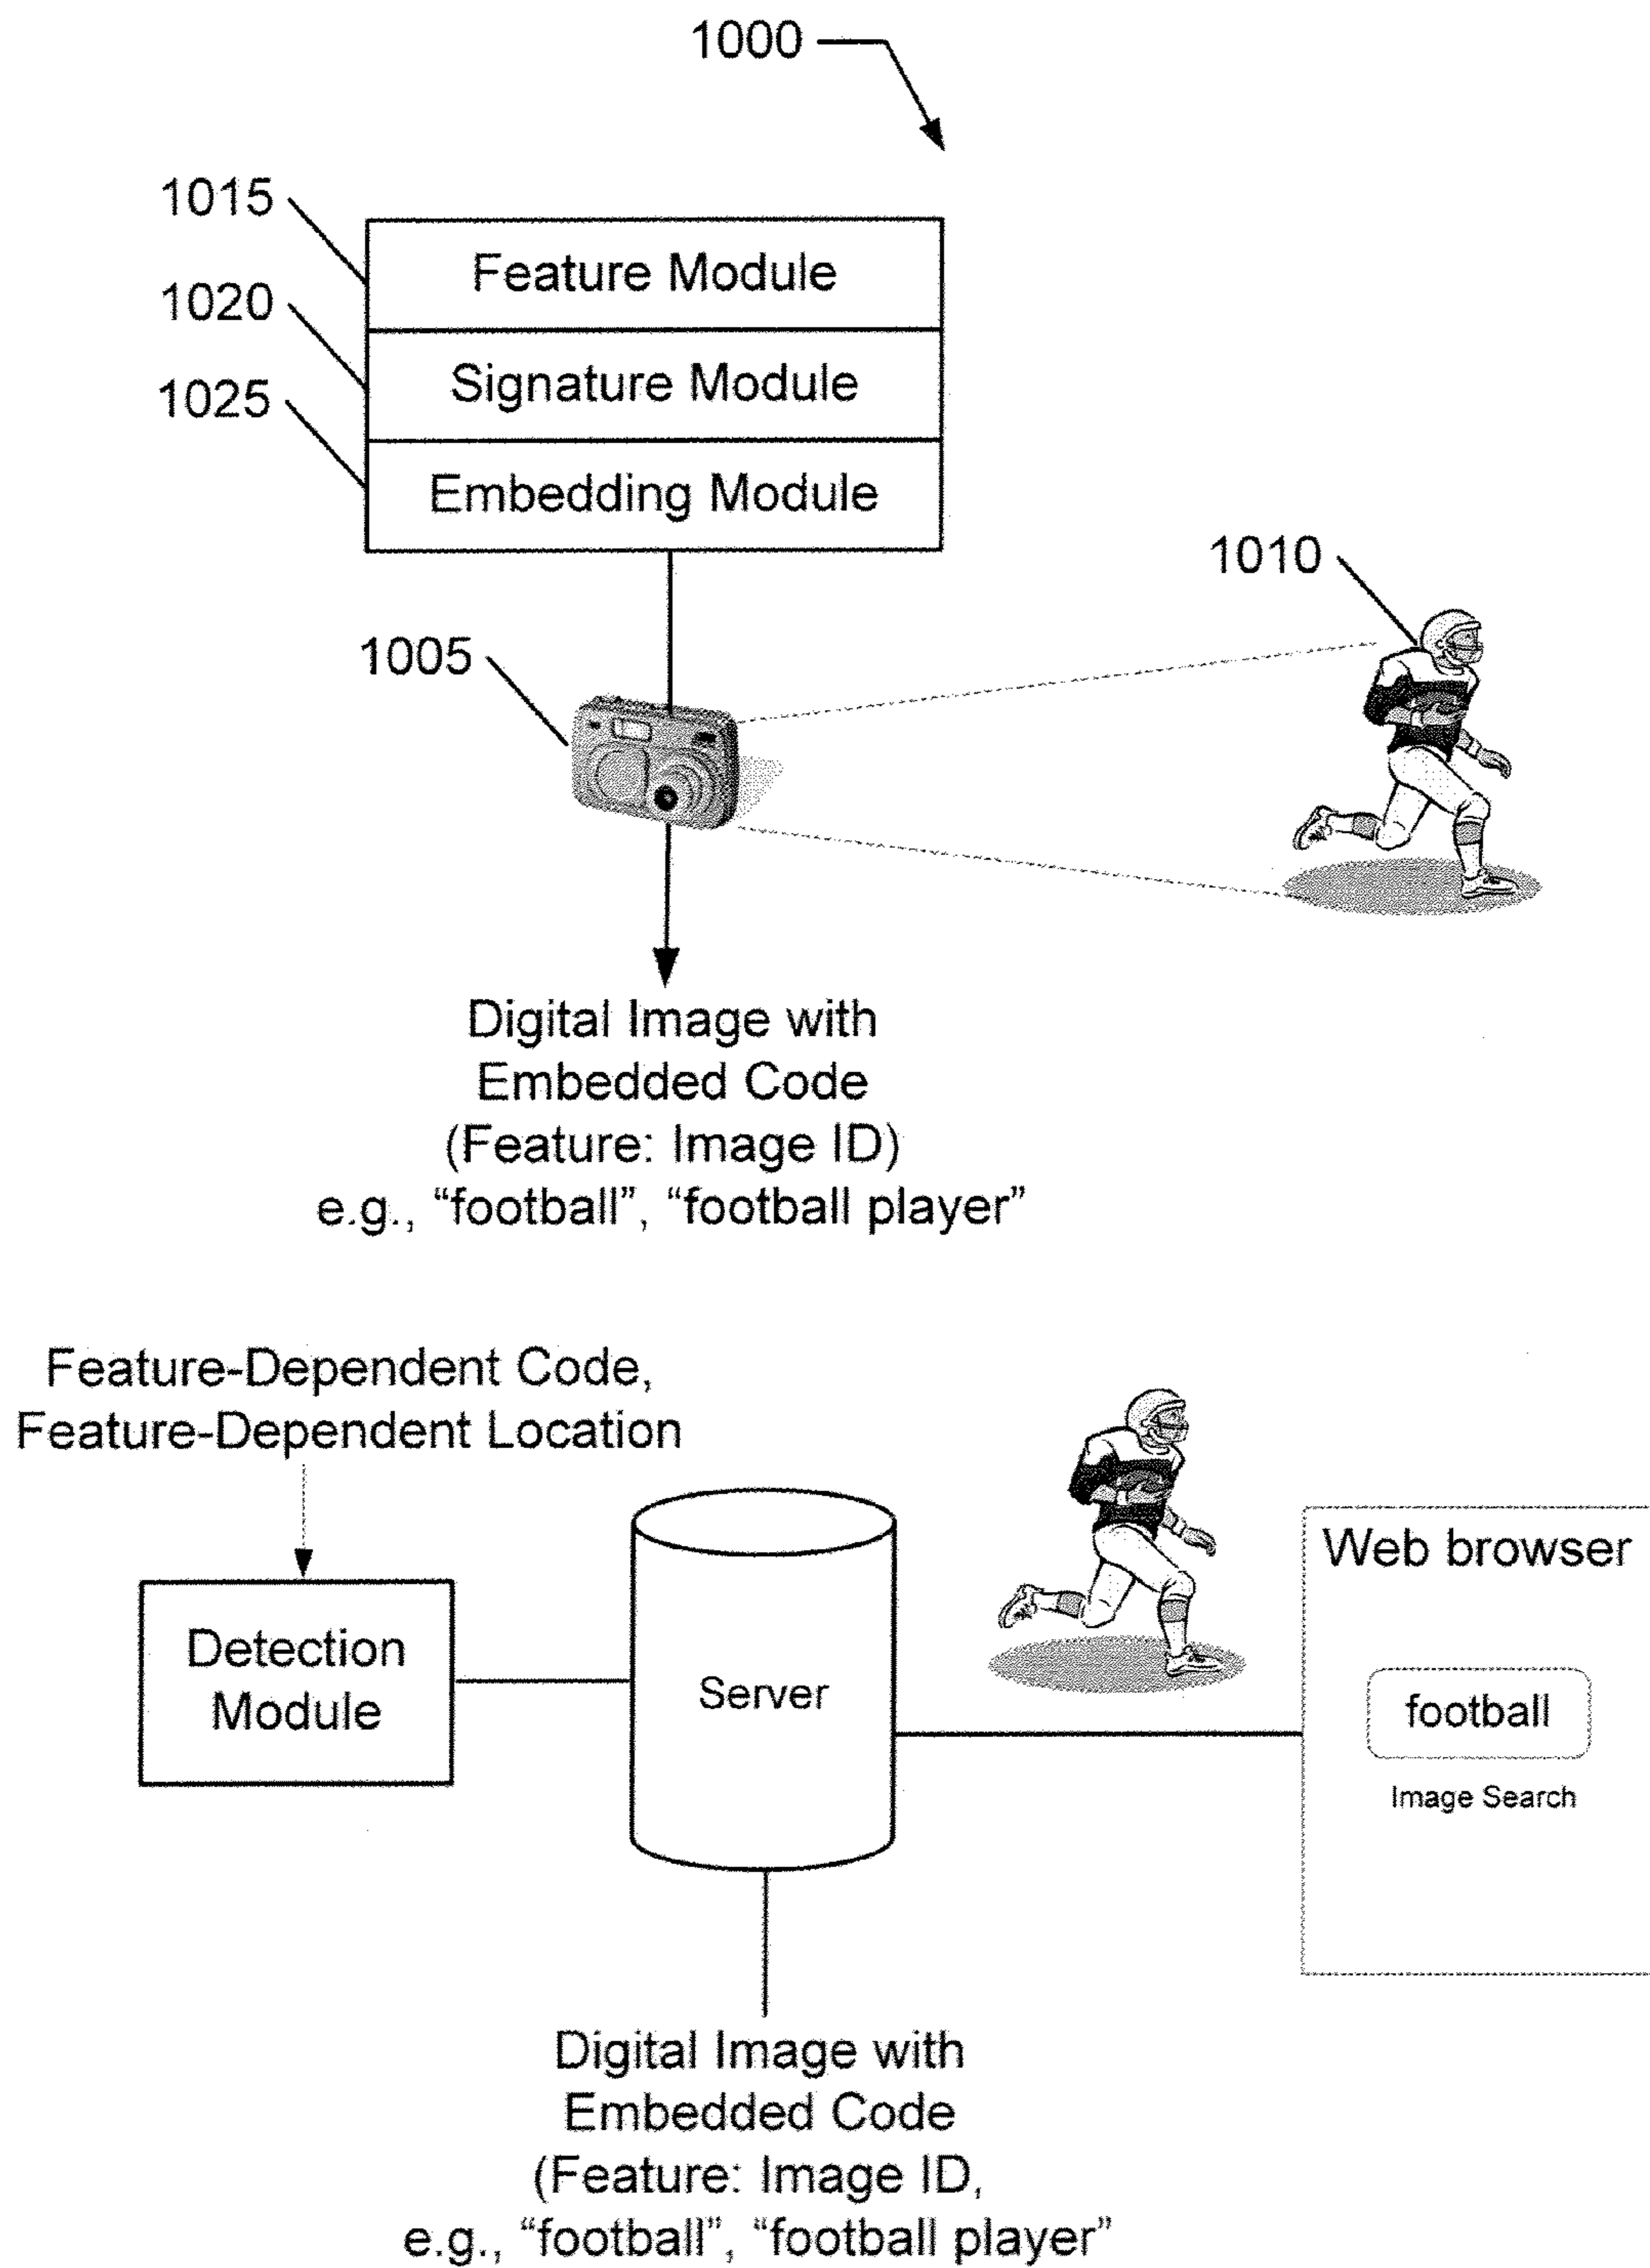 1000
1015
Feature Module
1020
Signature Module
1025
Embedding Module
1010
1005
Digital Image with
Embedded Code
(Feature: Image ID)
e.g., “football”, “football player”
Feature-Dependent Code,
Feature-Dependent Location
Web browser
Detection
Module
Server
football
Image Search
Digital Image with
Embedded Code
(Feature: Image ID,
e.g., “football”, “football player”